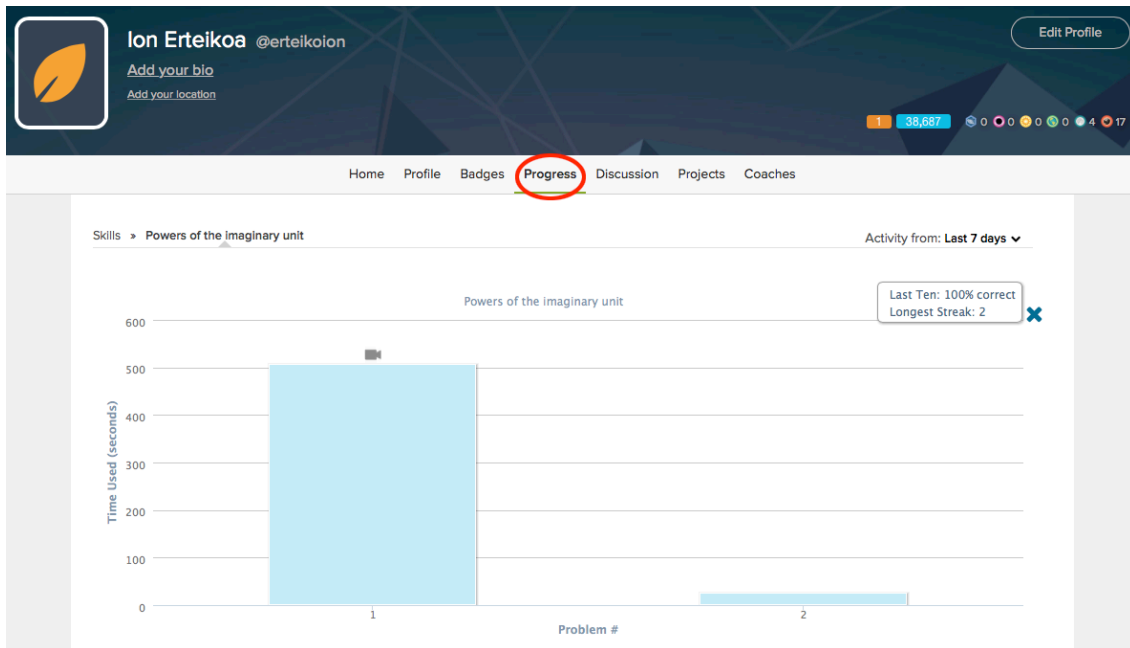 Ion Erteikoa @erteikoion
Edit Profile
Add your bio
Add your location
1 38,687 0 0 0 0 4 17
Home Profile Badges Progress Discussion Projects Coaches
Skills » Powers of the imaginary unit
Activity from: Last 7 days
Powers of the imaginary unit
Last Ten: 100% correct
Longest Streak: 2
600
500
400
300
200
100
0
Time Used (seconds)
1 2
Problem #